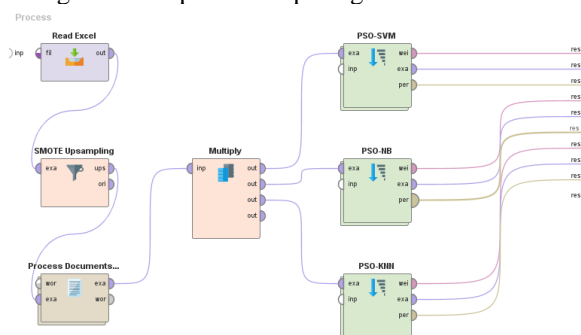 Process
Read Excel
inp
fil
out
SMOTE Upsampling
exa
ups
ori
Process Documents...
wor
exa
exa
wor
Multiply
inp
out
out
out
out
PSO-SVM
exa
wei
inp
exa
per
PSO-NB
exa
wei
inp
exa
per
PSO-KNN
exa
wei
inp
exa
per
res
res
res
res
res
res
res
res
res
res